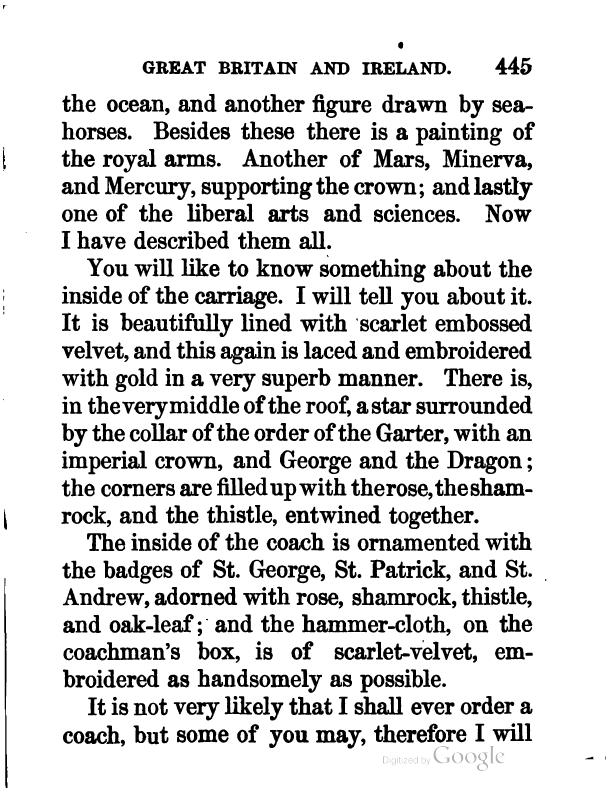 GREAT BRITAIN AND IRELAND. 445
the ocean, and another figure drawn by sea-
horses. Besides these there is a painting of
the royal arms. Another of Mars, Minerva,
and Mercury, supporting the crown; and lastly
one of the liberal arts and sciences. Now
I have described them all.
You will like to know something about the
inside of the carriage. I will tell you about it.
It is beautifully lined with scarlet embossed
velvet, and this again is laced and embroidered
with gold in a very superb manner. There is,
in the very middle of the roof, a star surrounded
by the collar of the order of the Garter, with an
imperial crown, and George and the Dragon;
the corners are filled up with the rose, the sham-
rock, and the thistle, entwined together.
The inside of the coach is ornamented with
the badges of St. George, St. Patrick, and St.
Andrew, adorned with rose, shamrock, thistle,
and oak-leaf; and the hammer-cloth, on the
coachman's box, is of scarlet-velvet, em-
broidered as handsomely as possible.
It is not very likely that I shall ever order a
coach, but some of you may, therefore I will
Digitized by Google